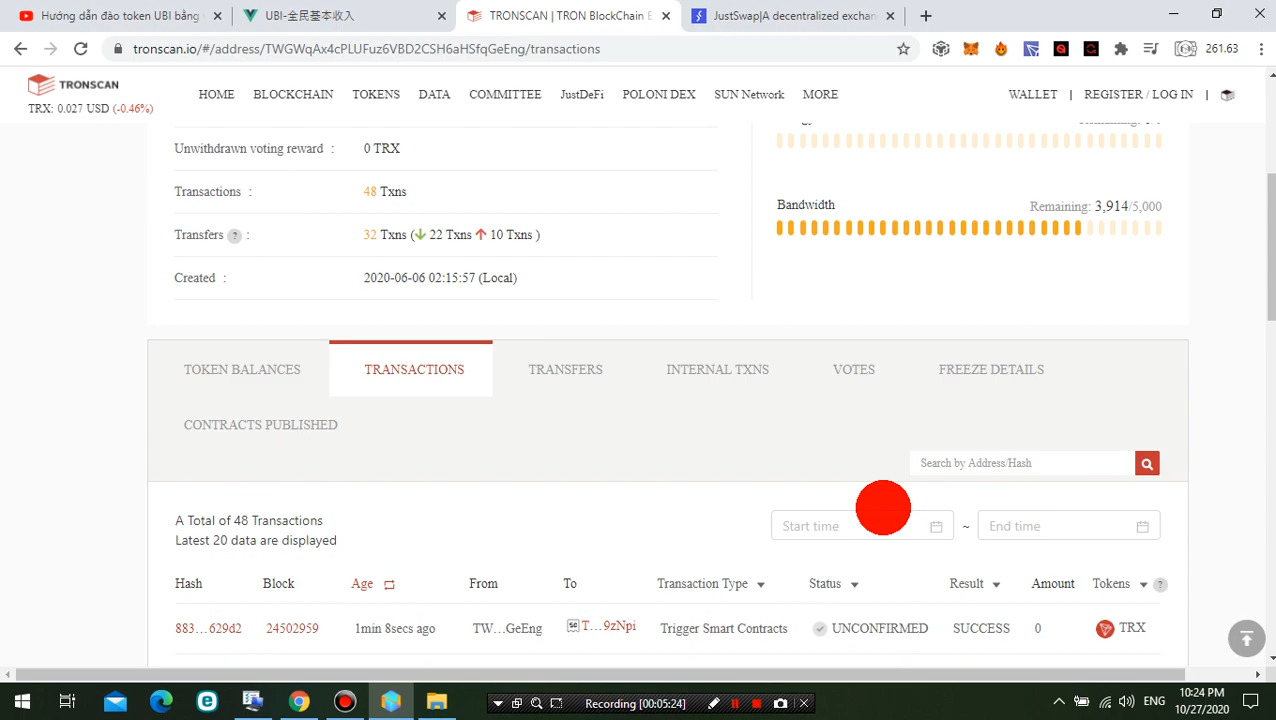 Hướng dẫn đào token UBI bằng
UBI-全民基本收入
TRONSCAN | TRON BlockChain E
JustSwap|A decentralized exchan
tronscan.io/#/address/TWGWqAx4cPLUFuz6VBD2CSH6aHSfqGeEng/transactions
261.63
TRONSCAN
TRX: 0.027 USD (-0.46%)
HOME BLOCKCHAIN TOKENS DATA COMMITTEE JustDeFi POLONI DEX SUN Network MORE
WALLET | REGISTER / LOG IN |
Unwithdrawn voting reward : 0 TRX
Transactions : 48 Txns
Transfers ? : 32 Txns ( 22 Txns 10 Txns )
Created : 2020-06-06 02:15:57 (Local)
Bandwidth Remaining: 3,914/5,000
TOKEN BALANCES TRANSACTIONS TRANSFERS INTERNAL TXNS VOTES FREEZE DETAILS
CONTRACTS PUBLISHED
Search by Address/Hash
A Total of 48 Transactions
Latest 20 data are displayed
Start time ~ End time
Hash Block Age From To Transaction Type Status Result Amount Tokens ?
883...629d2 24502959 1min 8secs ago TW...GeEng T...9zNpi Trigger Smart Contracts UNCONFIRMED SUCCESS 0 TRX
Recording [00:05:24]
ENG
10:24 PM
10/27/2020